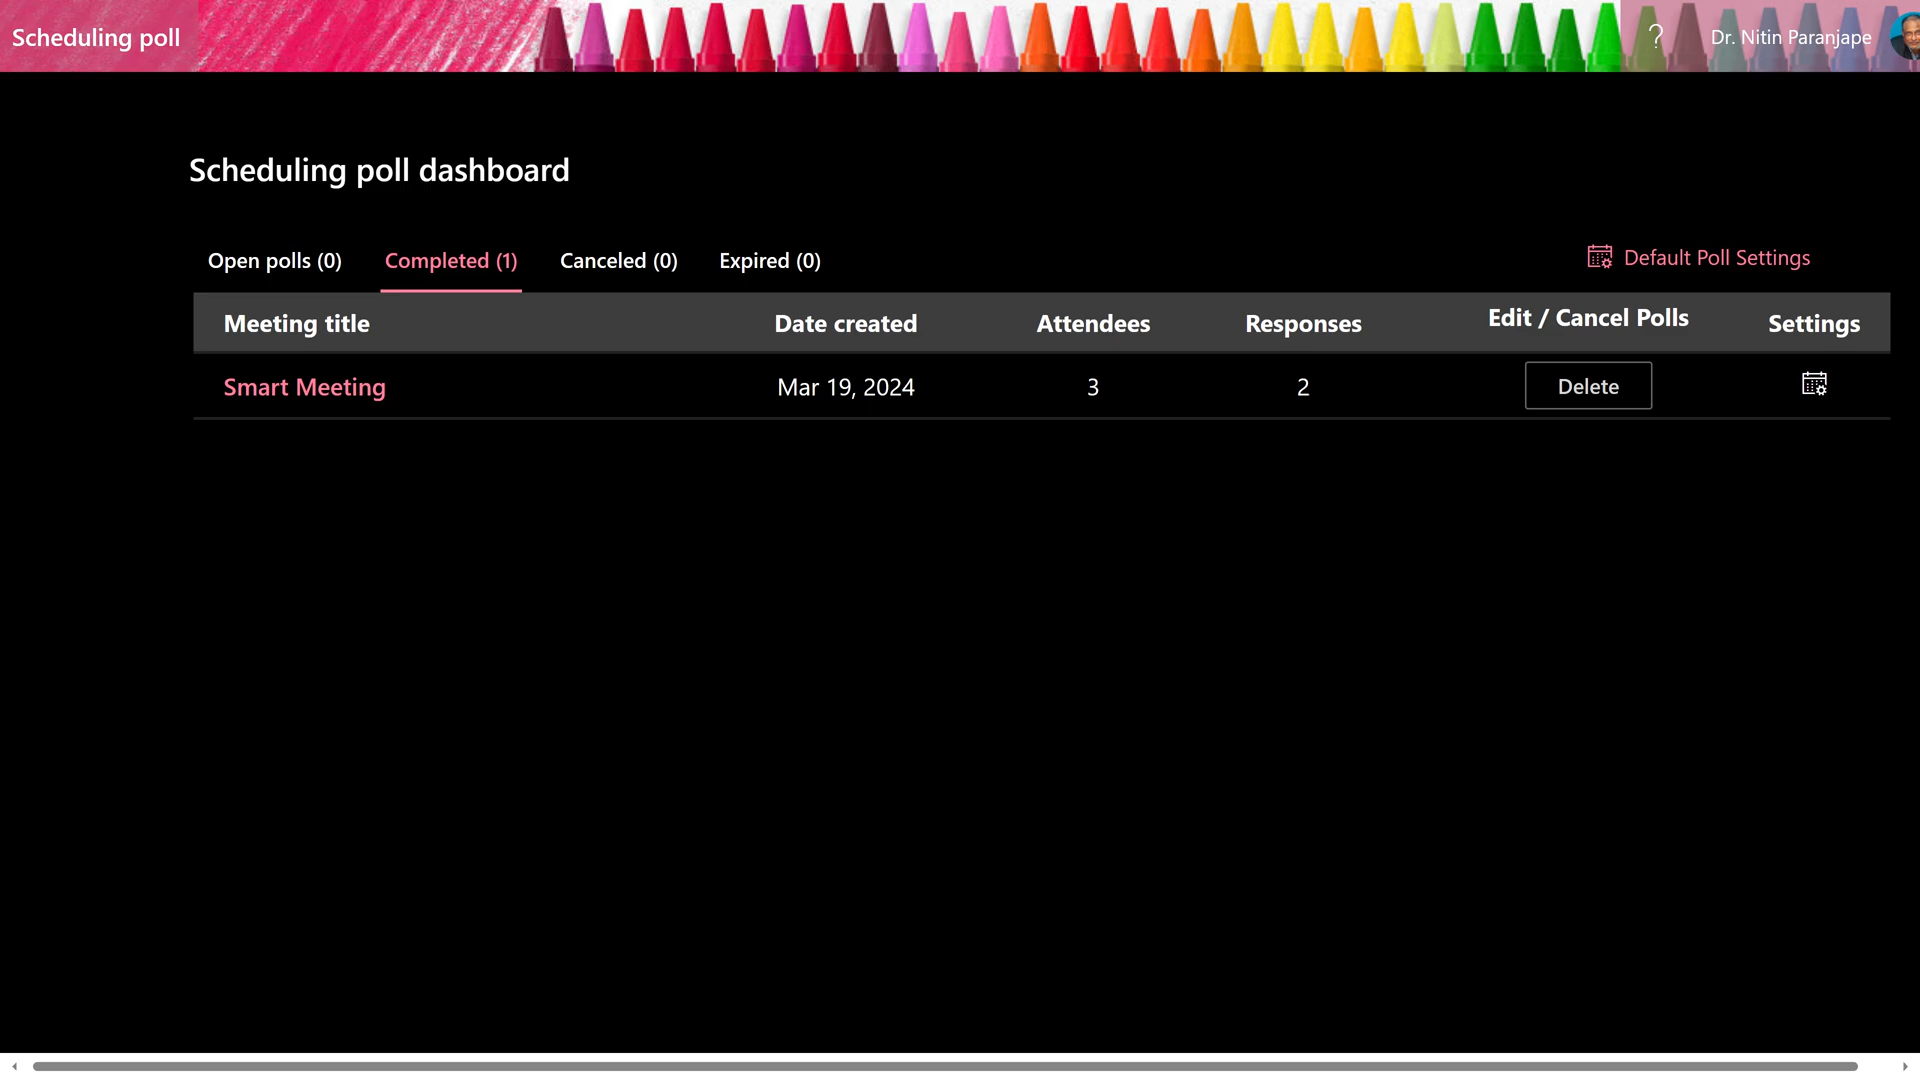 Scheduling poll
? Dr. Nitin Paranjape
Scheduling poll dashboard
Open polls (0) Completed (1) Canceled (0) Expired (0) Default Poll Settings
Meeting title Date created Attendees Responses Edit / Cancel Polls Settings
Smart Meeting Mar 19, 2024 3 2 Delete